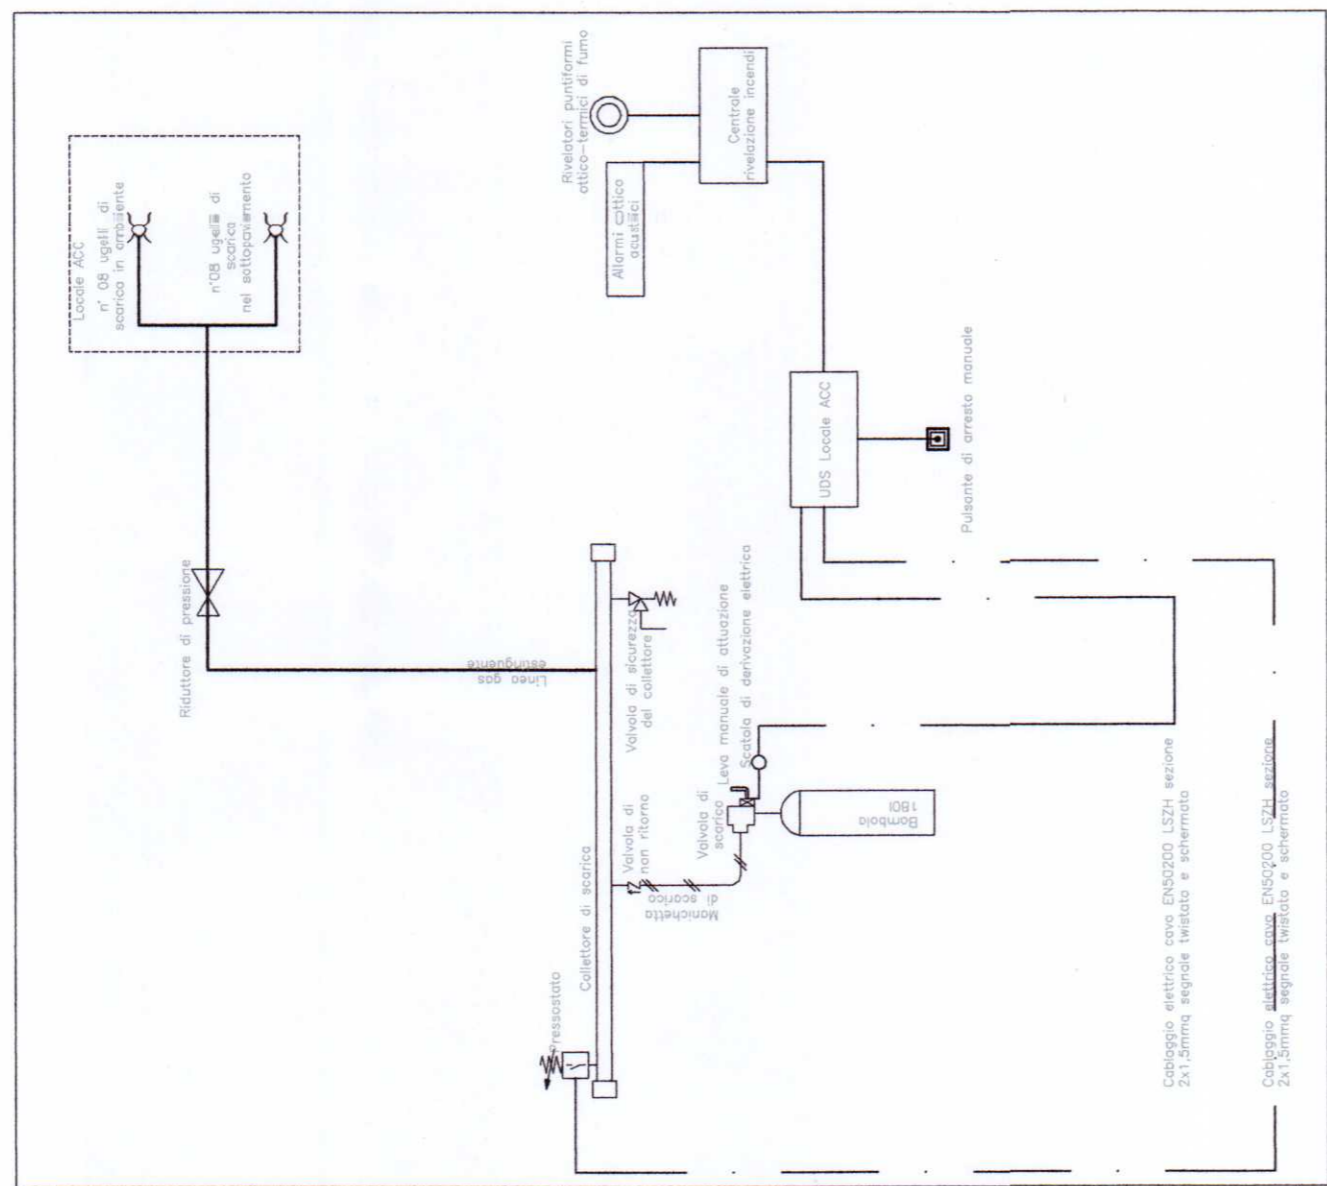 Locale ACC
n° 08 ugelli di
scarica in ambiente
n°08 ugelli di
scarica
nel sottopavimento
Rivelatori puntiformi
ottico-termici di fumo
Centrale
rivelazione incendi
Allarmi ottico
acustici
UDS Locale ACC
Pulsante di arresto manuale
Riduttore di pressione
Linea gas
estinguente
Valvola di sicurezza
del collettore
Leva manuale di attuazione
Scatola di derivazione elettrica
Collettore di scarica
Valvola di
non ritorno
Valvola di
scarico
Bombola
180l
Manichetta
di scarico
Pressostato
Cablaggio elettrico cavo EN50200 LSZH sezione
2x1,5mmq segnale twistato e schermato
Cablaggio elettrico cavo EN50200 LSZH sezione
2x1,5mmq segnale twistato e schermato